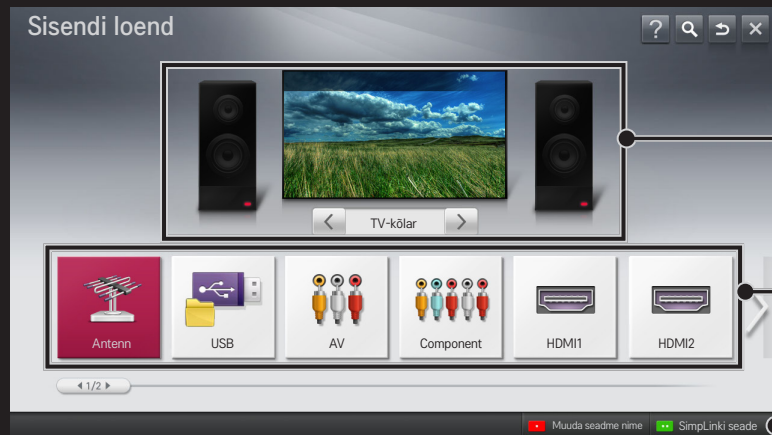 Sisendi loend
?
TV-kõlar
Antenn
USB
AV
Component
HDMI1
HDMI2
1/2
Muuda seadme nime
SimpLinki seade